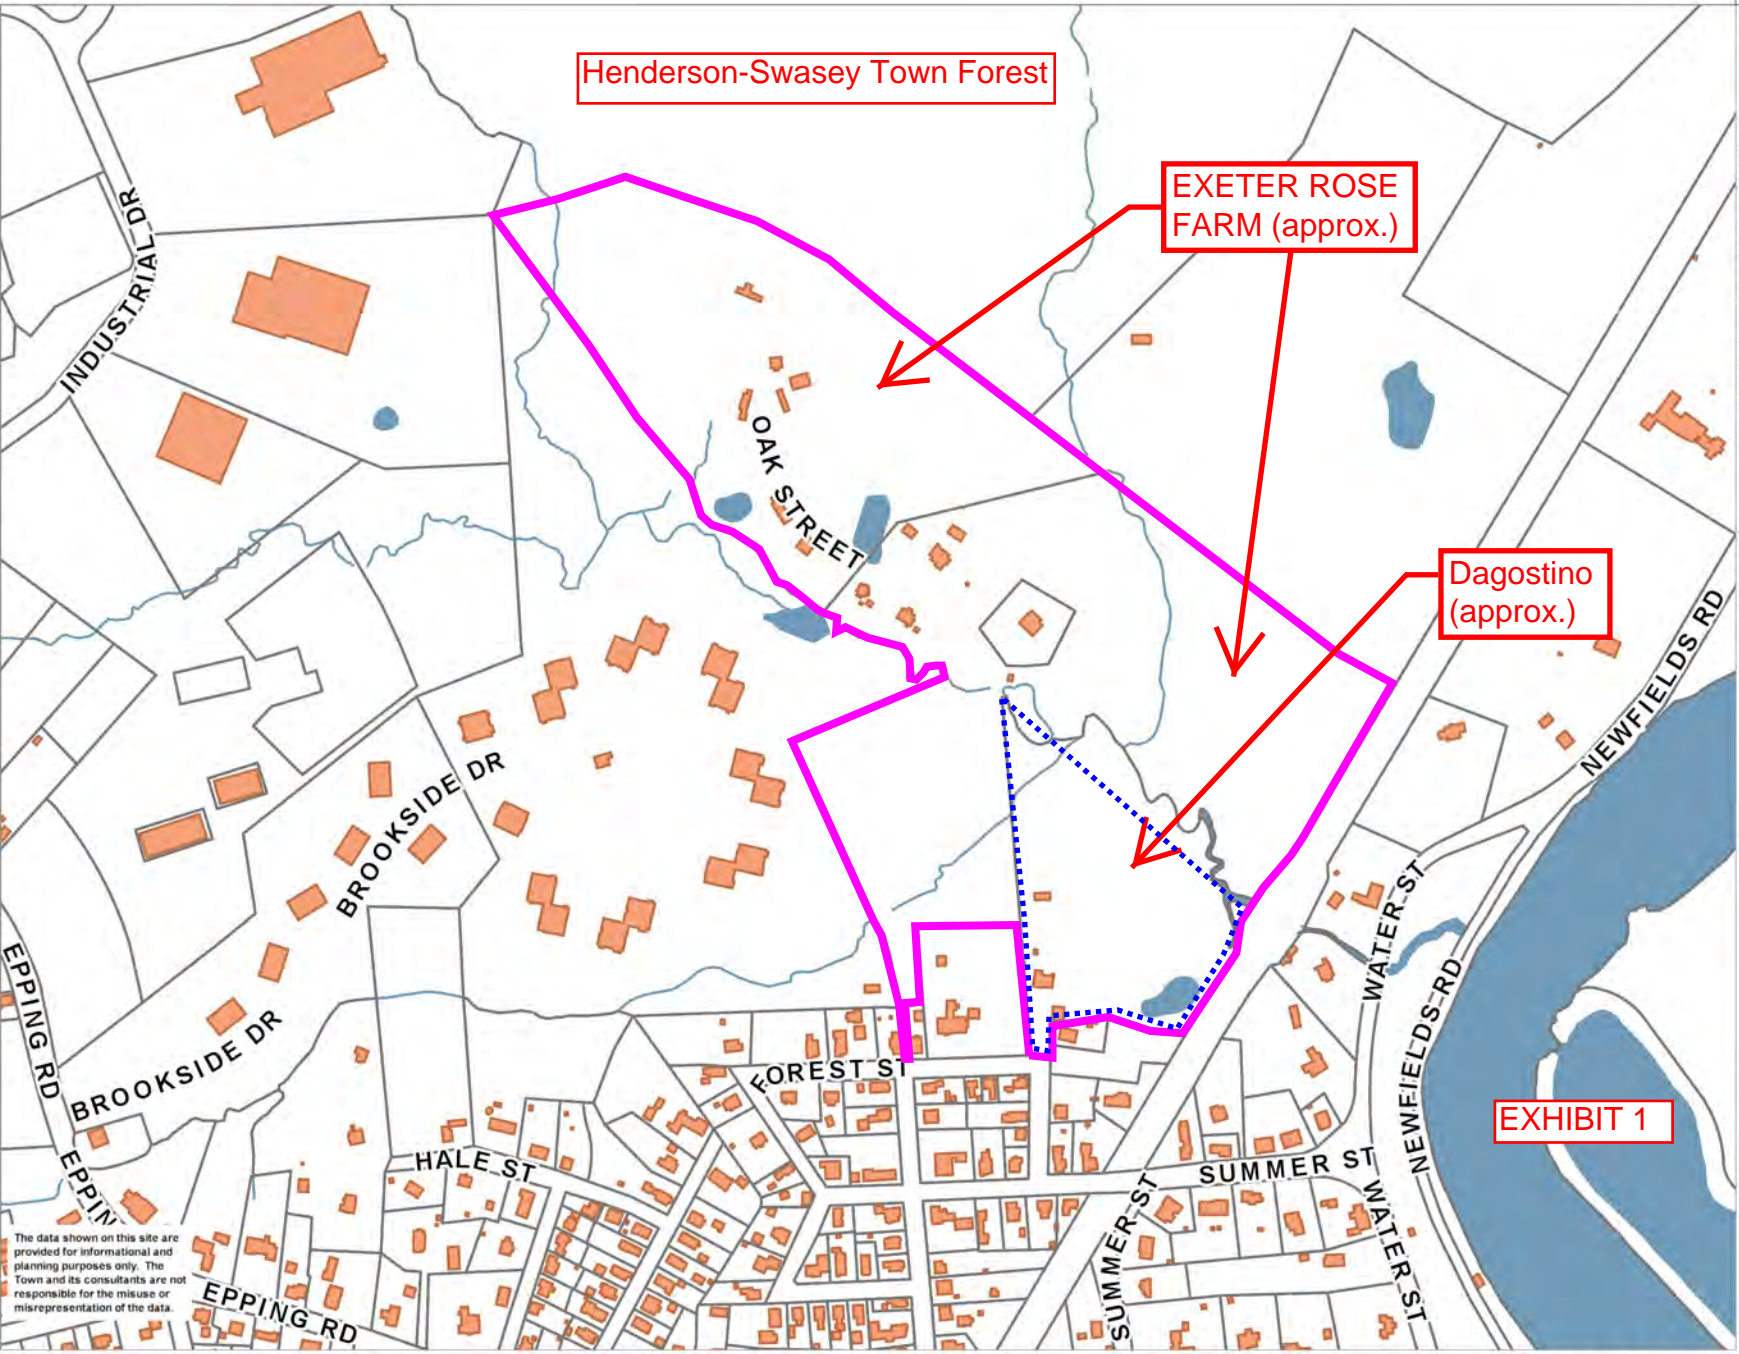 Henderson-Swasey Town Forest
EXETER ROSE
FARM (approx.)
INDUSTRIAL DR
OAK STREET
Dagostino
(approx.)
NEWFIELDS RD
BROOKSIDE DR
WATER ST
EPPING RD
NEWFIELDS RD
BROOKSIDE DR
FOREST ST
EXHIBIT 1
HALE ST
SUMMER ST
EPPIN
SUMMER ST
WATER ST
The data shown on this site are
provided for informational and
planning purposes only. The
Town and its consultants are not
responsible for the misuse or
misrepresentation of the data.
EPPING RD